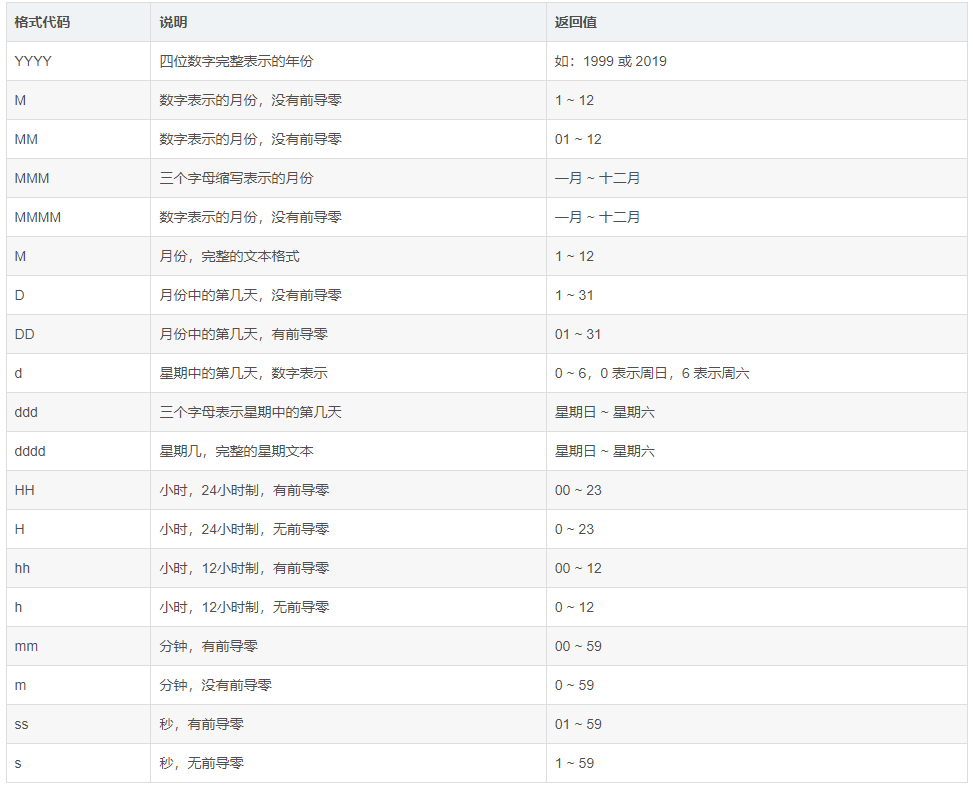 格式代码 说明 返回值
YYYY 四位数字完整表示的年份 如：1999 或 2019
M 数字表示的月份，没有前导零 1 ~ 12
MM 数字表示的月份，没有前导零 01 ~ 12
MMM 三个字母缩写表示的月份 一月 ~ 十二月
MMMM 数字表示的月份，没有前导零 一月 ~ 十二月
M 月份，完整的文本格式 1 ~ 12
D 月份中的第几天，没有前导零 1 ~ 31
DD 月份中的第几天，有前导零 01 ~ 31
d 星期中的第几天，数字表示 0 ~ 6，0 表示周日，6 表示周六
ddd 三个字母表示星期中的第几天 星期日 ~ 星期六
dddd 星期几，完整的星期文本 星期日 ~ 星期六
HH 小时，24小时制，有前导零 00 ~ 23
H 小时，24小时制，无前导零 0 ~ 23
hh 小时，12小时制，有前导零 00 ~ 12
h 小时，12小时制，无前导零 0 ~ 12
mm 分钟，有前导零 00 ~ 59
m 分钟，没有前导零 0 ~ 59
ss 秒，有前导零 01 ~ 59
s 秒，无前导零 1 ~ 59